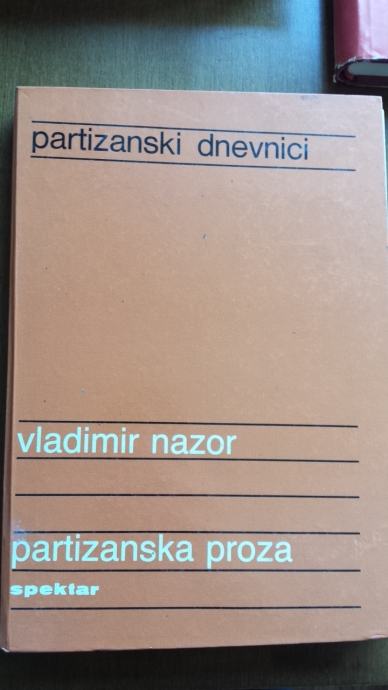 partizanski dnevnici
vladimir nazor
partizanska proza
spektar